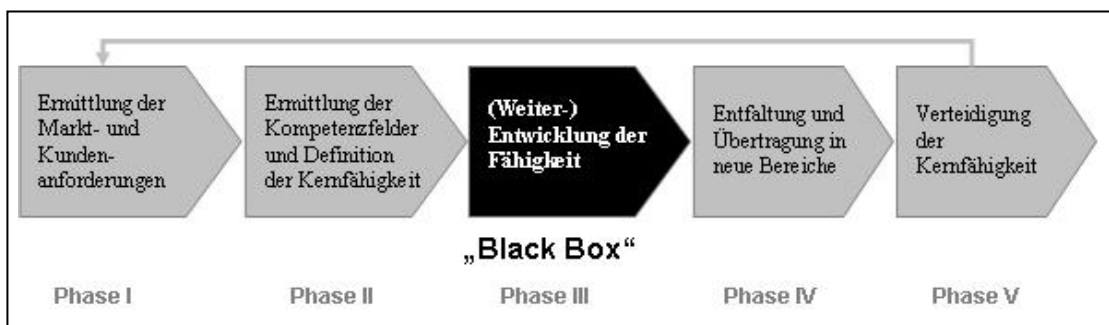 Ermittlung der
Markt- und
Kunden-
anforderungen
Ermittlung der
Kompetenzfelder
und Definition
der Kernfähigkeit
(Weiter-)
Entwicklung der
Fähigkeit
Entfaltung und
Übertragung in
neue Bereiche
Verteidigung
der
Kernfähigkeit
„Black Box“
Phase I
Phase II
Phase III
Phase IV
Phase V